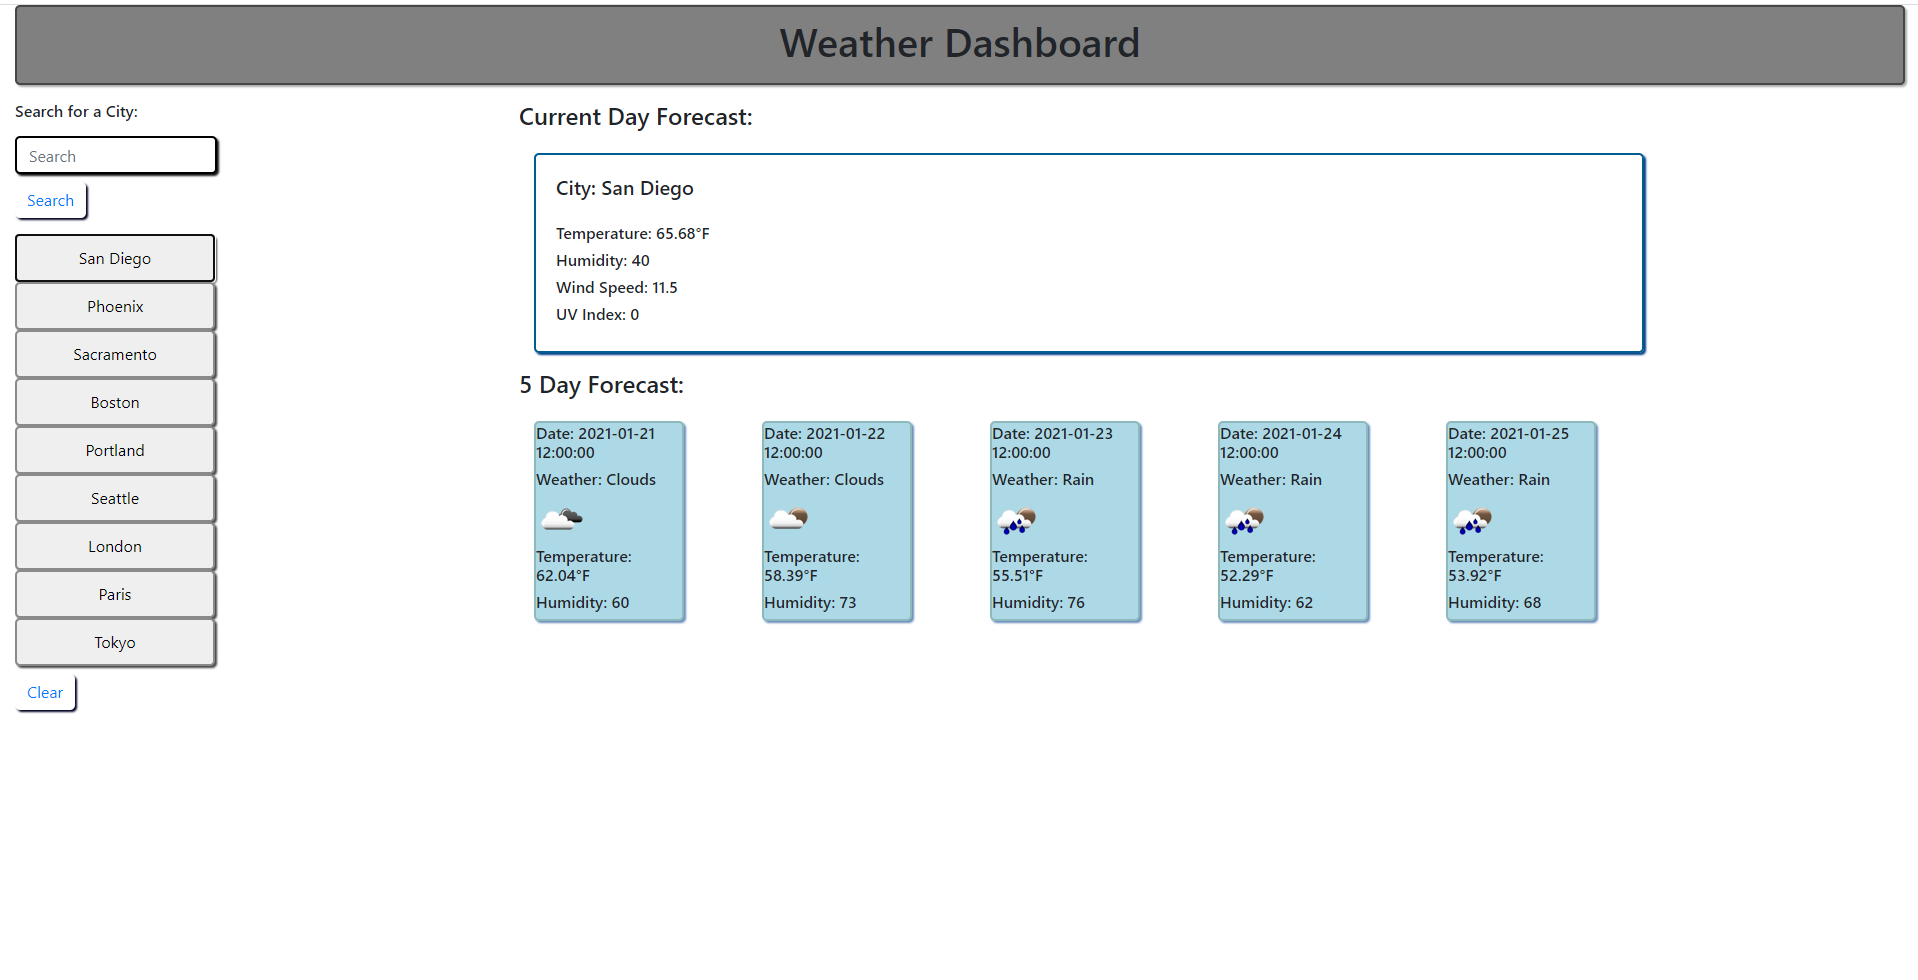 Weather Dashboard
Search for a City:
Search
Search
San Diego
Phoenix
Sacramento
Boston
Portland
Seattle
London
Paris
Tokyo
Clear
Current Day Forecast:
City: San Diego
Temperature: 65.68°F
Humidity: 40
Wind Speed: 11.5
UV Index: 0
5 Day Forecast:
Date: 2021-01-21
12:00:00
Weather: Clouds
Temperature:
62.04°F
Humidity: 60
Date: 2021-01-22
12:00:00
Weather: Clouds
Temperature:
58.39°F
Humidity: 73
Date: 2021-01-23
12:00:00
Weather: Rain
Temperature:
55.51°F
Humidity: 76
Date: 2021-01-24
12:00:00
Weather: Rain
Temperature:
52.29°F
Humidity: 62
Date: 2021-01-25
12:00:00
Weather: Rain
Temperature:
53.92°F
Humidity: 68